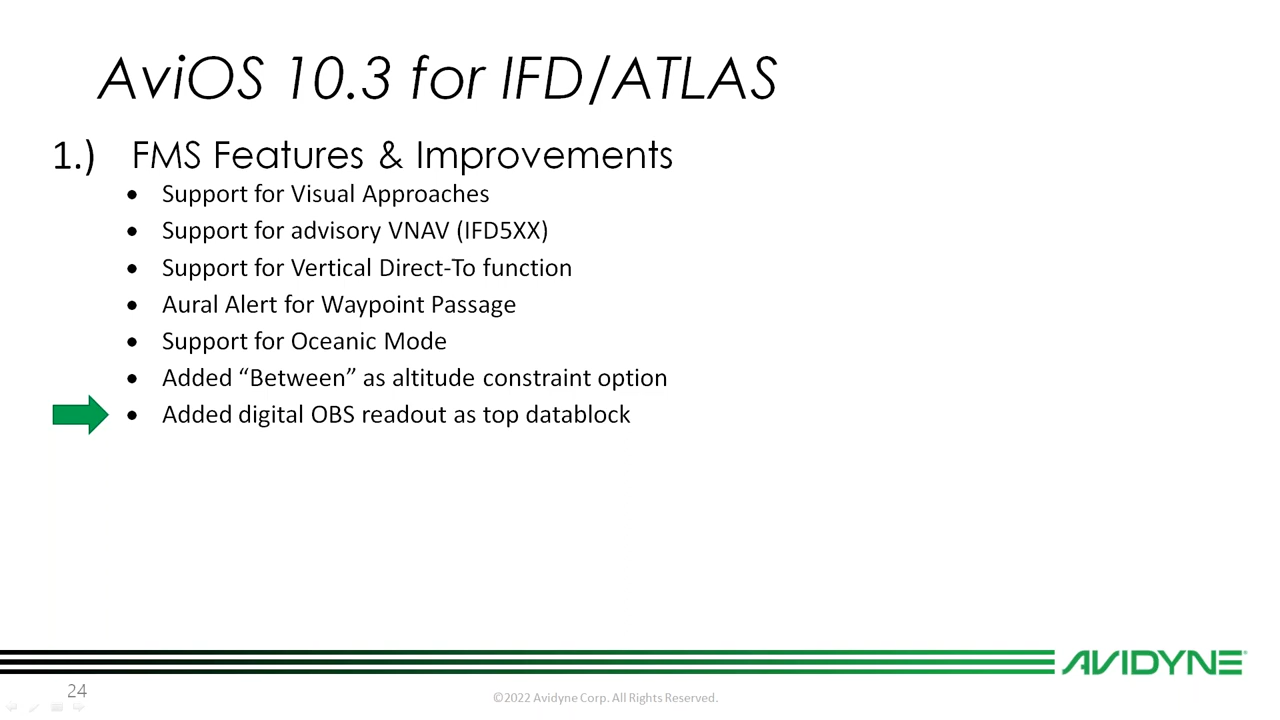 AviOS 10.3 for IFD/ATLAS
1.) FMS Features & Improvements
• Support for Visual Approaches
• Support for advisory VNAV (IFD5XX)
• Support for Vertical Direct-To function
• Aural Alert for Waypoint Passage
• Support for Oceanic Mode
• Added “Between” as altitude constraint option
• Added digital OBS readout as top datablock
AVIDYNE
24
©2022 Avidyne Corp. All Rights Reserved.